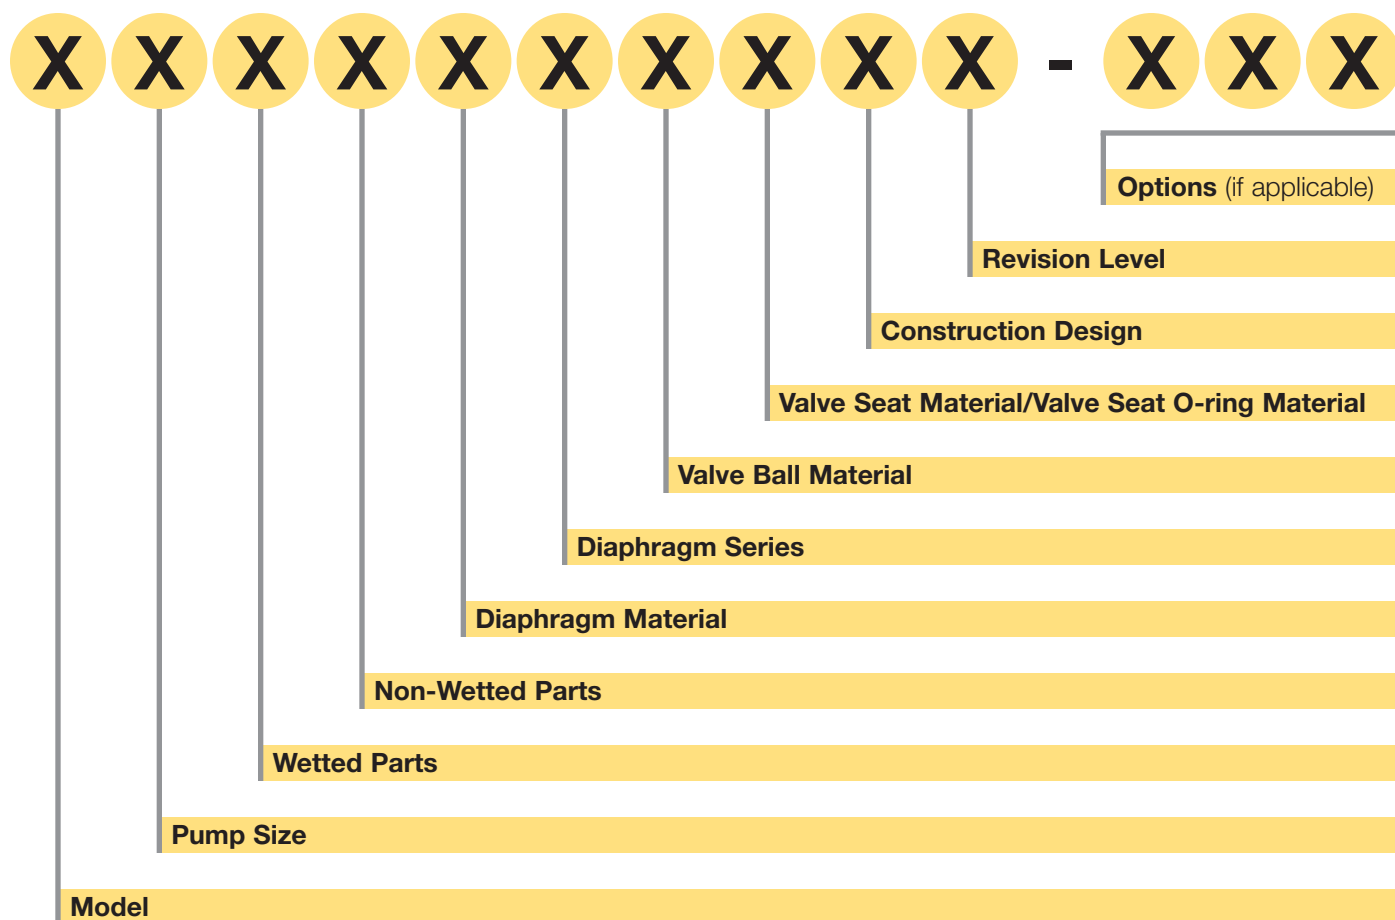 X X X X X X X X X X - X X X
Options (if applicable)
Revision Level
Construction Design
Valve Seat Material/Valve Seat O-ring Material
Valve Ball Material
Diaphragm Series
Diaphragm Material
Non-Wetted Parts
Wetted Parts
Pump Size
Model